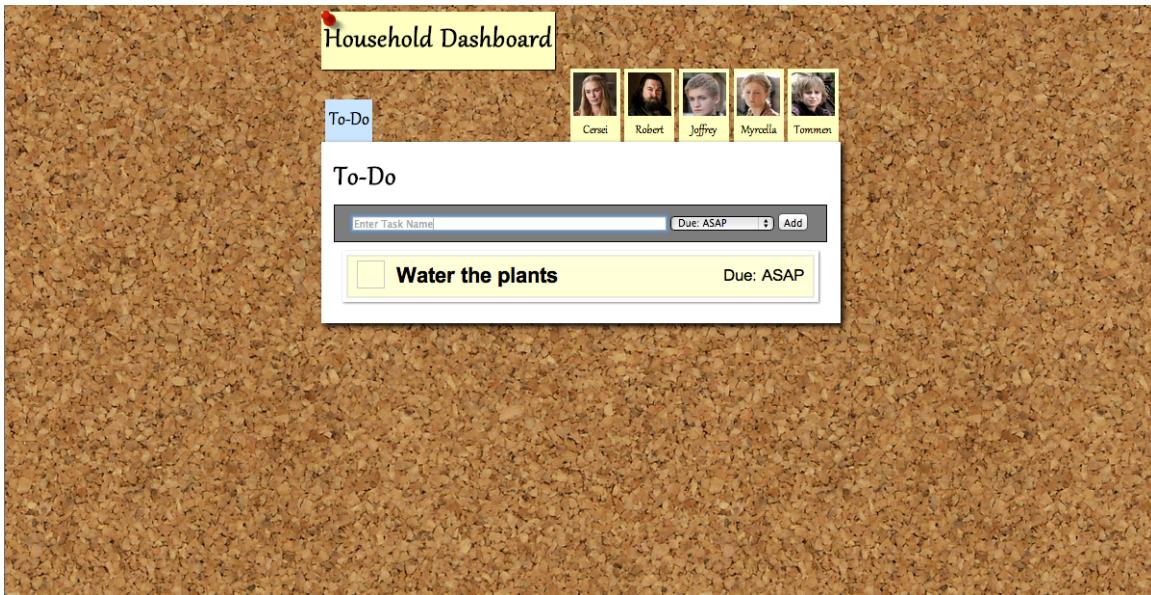 Household Dashboard
To-Do
Cersei Robert Joffrey Myrcella Tommen
To-Do
Enter Task Name Due: ASAP Add
Water the plants Due: ASAP